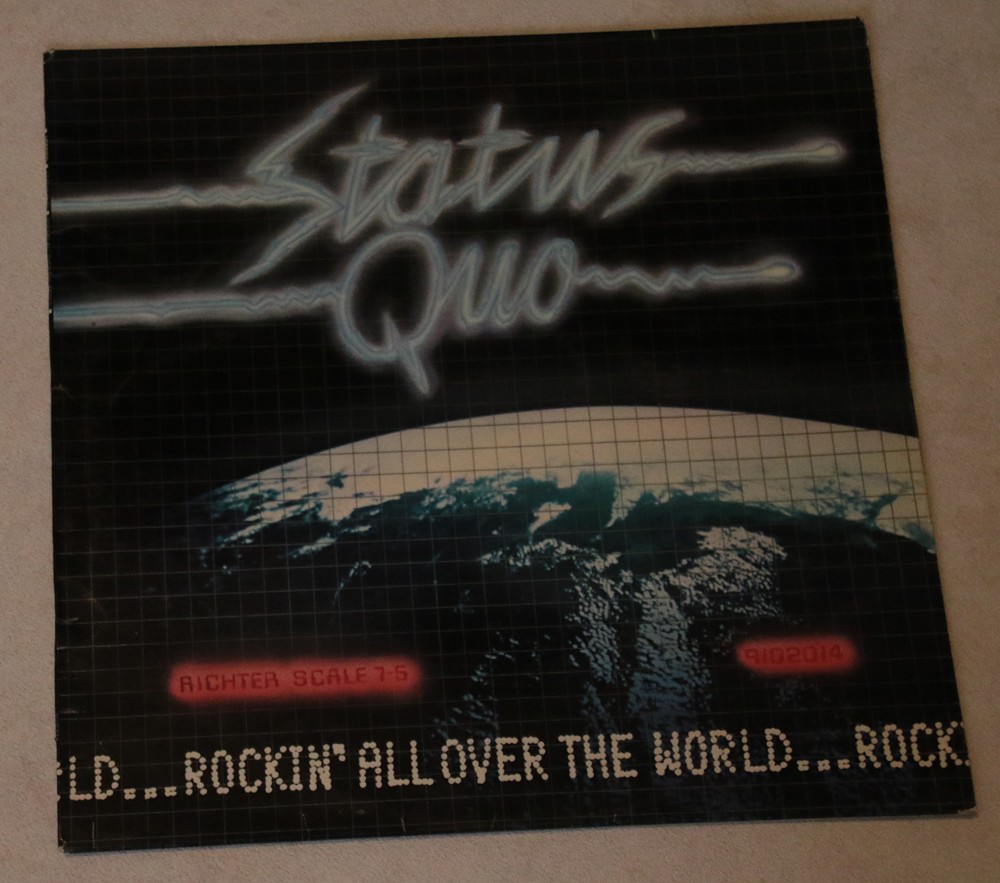 Status
Quo
RICHTER SCALE 7·5
9102014
LD...ROCKIN' ALL OVER THE WORLD...ROCK